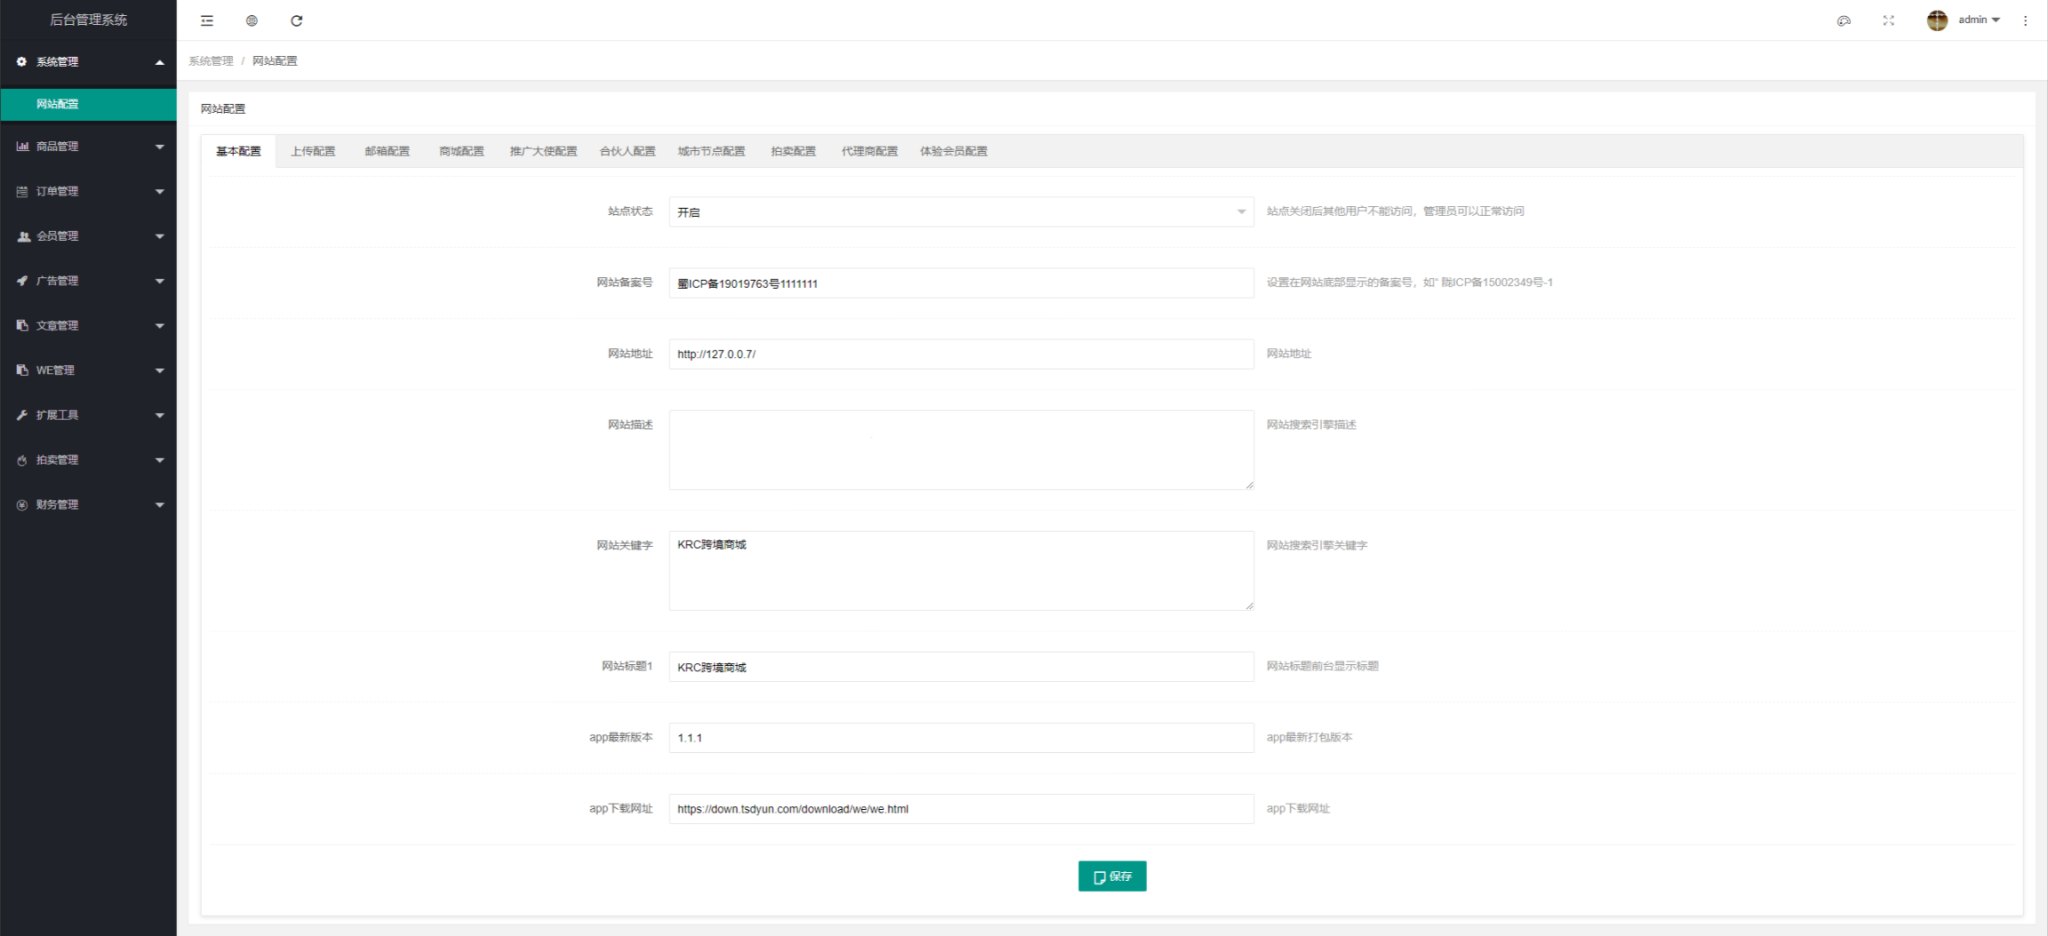 后台管理系统
admin
系统管理
网站配置
商品管理
订单管理
会员管理
广告管理
文章管理
WE管理
扩展工具
拍卖管理
财务管理
系统管理 / 网站配置
网站配置
基本配置 上传配置 邮箱配置 商城配置 推广大使配置 合伙人配置 城市节点配置 拍卖配置 代理商配置 体验会员配置
站点状态 开启 站点关闭后其他用户不能访问，管理员可以正常访问
网站备案号 蜀ICP备19019763号1111111 设置在网站底部显示的备案号，如“ 陇ICP备15002349号-1
网站地址 http://127.0.0.7/ 网站地址
网站描述 网站搜索引擎描述
网站关键字 KRC跨境商城 网站搜索引擎关键字
网站标题1 KRC跨境商城 网站标题前台显示标题
app最新版本 1.1.1 app最新打包版本
app下载网址 https://down.tsdyun.com/download/we/we.html app下载网址
保存